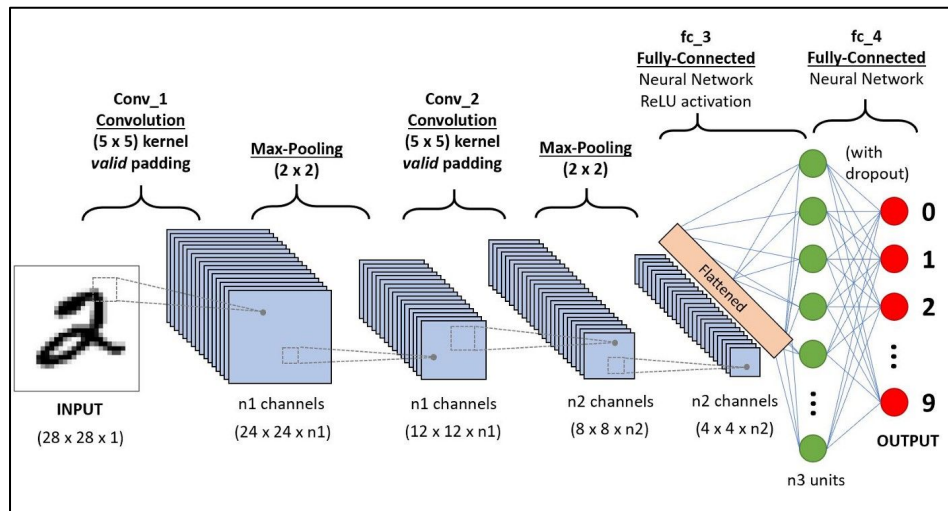 Conv_1
Convolution
(5 x 5) kernel
valid padding
Max-Pooling
(2 x 2)
Conv_2
Convolution
(5 x 5) kernel
valid padding
Max-Pooling
(2 x 2)
fc_3
Fully-Connected
Neural Network
ReLU activation
fc_4
Fully-Connected
Neural Network
(with
dropout)
2
INPUT
(28 x 28 x 1)
n1 channels
(24 x 24 x n1)
n1 channels
(12 x 12 x n1)
n2 channels
(8 x 8 x n2)
n2 channels
(4 x 4 x n2)
Flattened
n3 units
0
1
2
9
OUTPUT